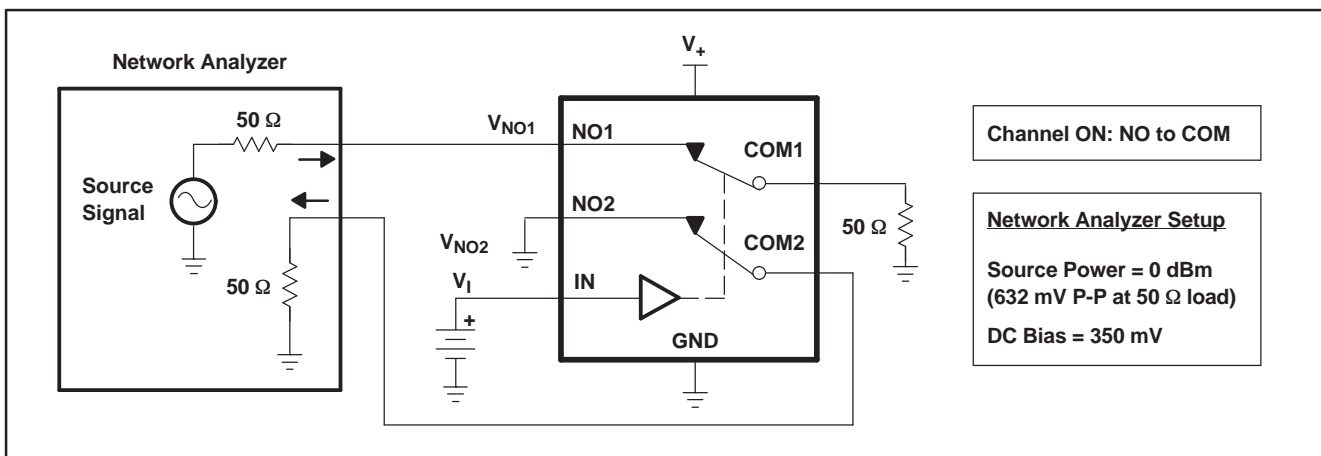 Network Analyzer
50 Ω
Source
Signal
50 Ω
V+
VNO1
NO1
COM1
NO2
COM2
VNO2
VI
IN
+
GND
50 Ω
Channel ON: NO to COM
Network Analyzer Setup
Source Power = 0 dBm
(632 mV P-P at 50 Ω load)
DC Bias = 350 mV